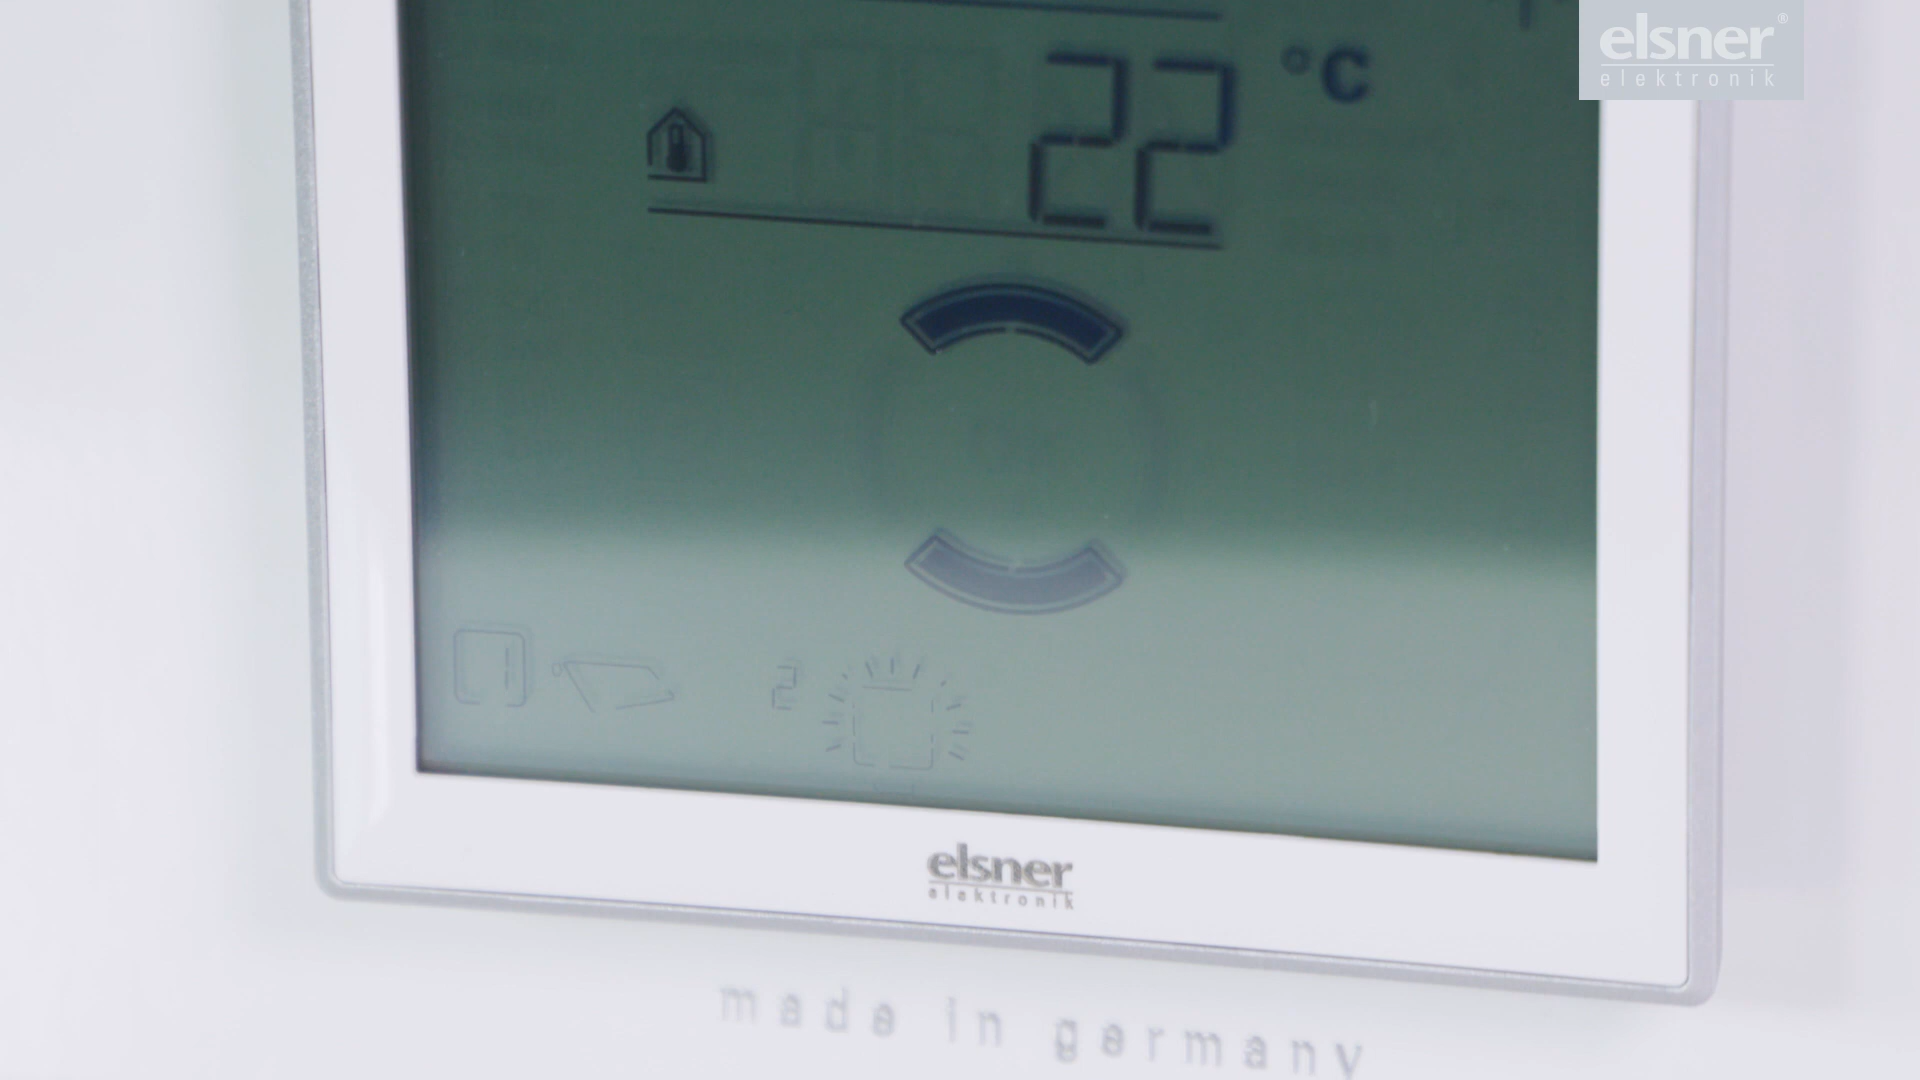 elsner®
elektronik
22 °C
2
elsner
elektronik
made in germany